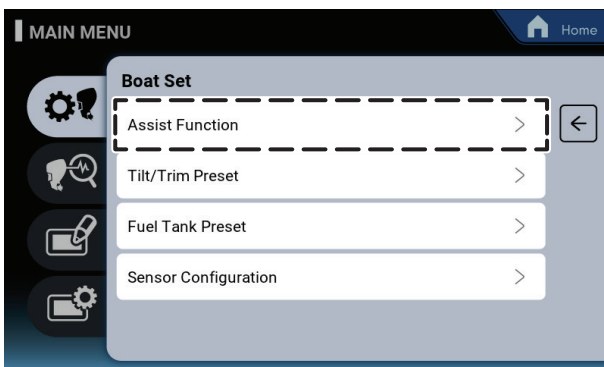 MAIN MENU
Home
Boat Set
Assist Function
Tilt/Trim Preset
Fuel Tank Preset
Sensor Configuration